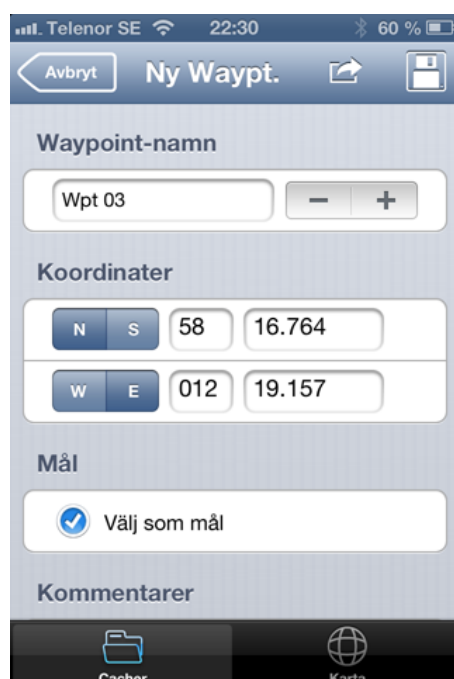 Telenor SE 22:30 60 %
Avbryt Ny Waypt.
Waypoint-namn
Wpt 03 − +
Koordinater
N S 58 16.764
W E 012 19.157
Mål
Välj som mål
Kommentarer
Casher Karta